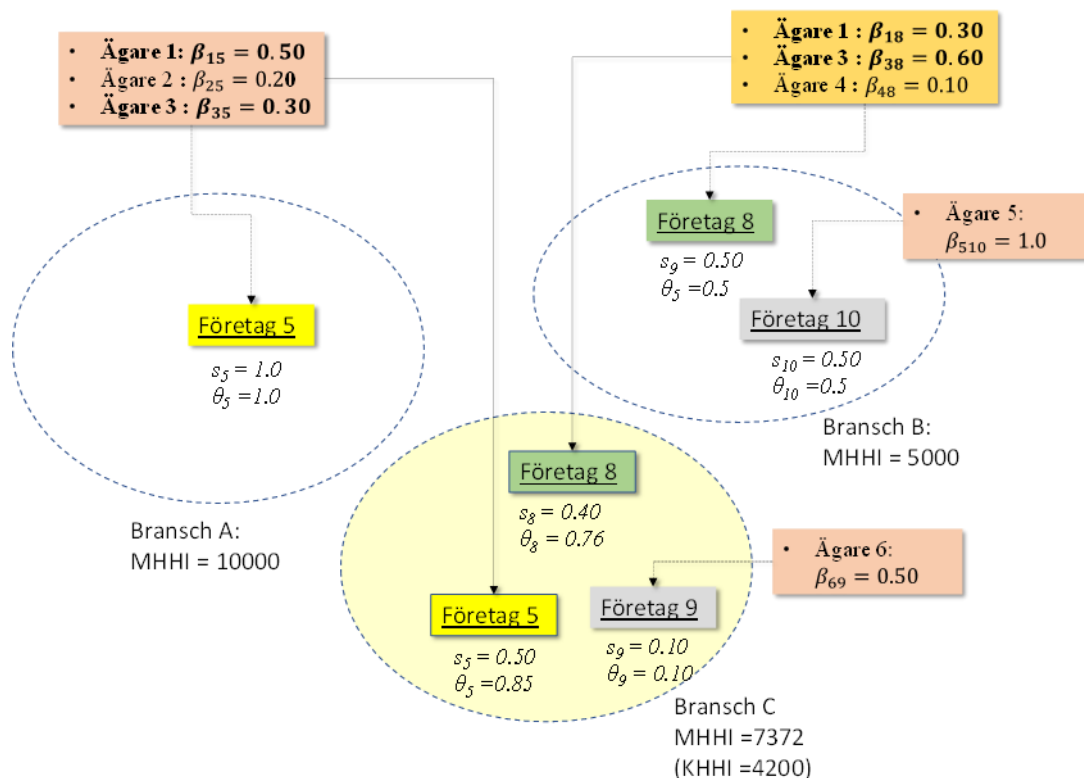 • Ägare 1: β₁₅ = 0.50
• Ägare 2 : β₂₅ = 0.20
• Ägare 3 : β₃₅ = 0.30
• Ägare 1 : β₁₈ = 0.30
• Ägare 3 : β₃₈ = 0.60
• Ägare 4 : β₄₈ = 0.10
Företag 8
s₉ = 0.50
θ₅ =0.5
• Ägare 5:
β₅₁₀ = 1.0
Företag 5
s₅ = 1.0
θ₅ = 1.0
Företag 10
s₁₀ = 0.50
θ₁₀ =0.5
Bransch B:
MHHI = 5000
Bransch A:
MHHI = 10000
Företag 8
s₈ = 0.40
θ₈ = 0.76
• Ägare 6:
β₆₉ = 0.50
Företag 5
s₅ = 0.50
θ₅ =0.85
Företag 9
s₉ = 0.10
θ₉ = 0.10
Bransch C
MHHI =7372
(KHHI =4200)